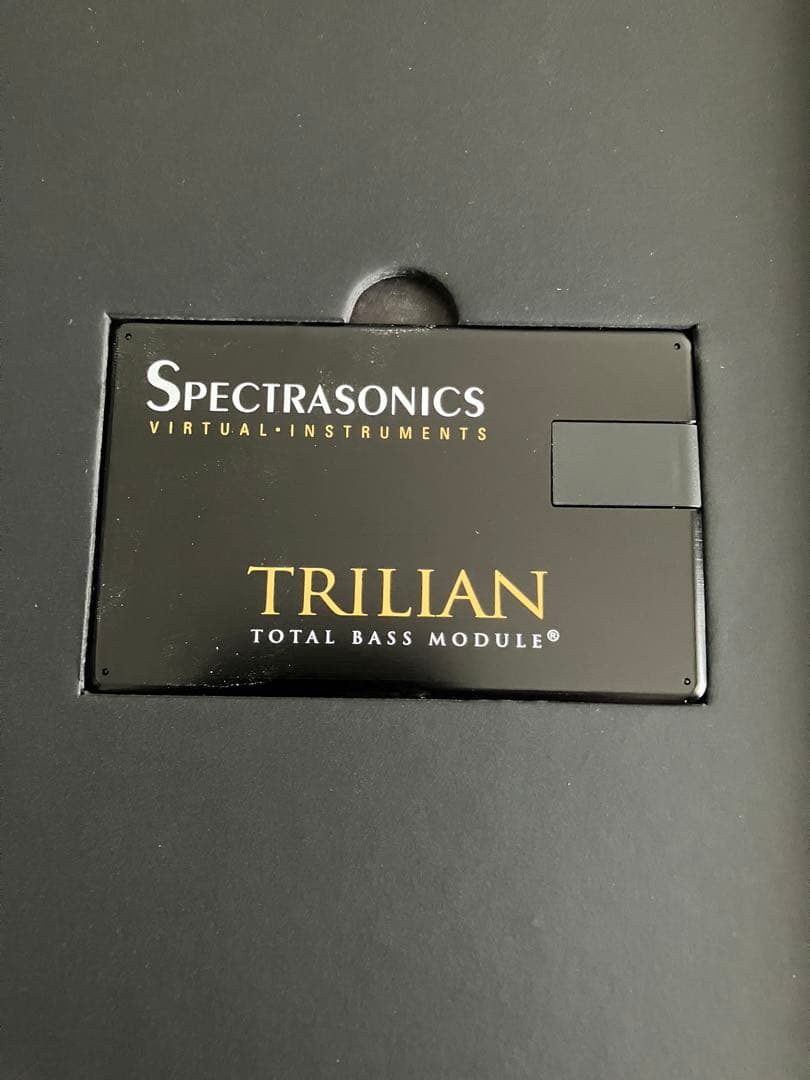 SPECTRASONICS
VIRTUAL•INSTRUMENTS
TRILIAN
TOTAL BASS MODULE®